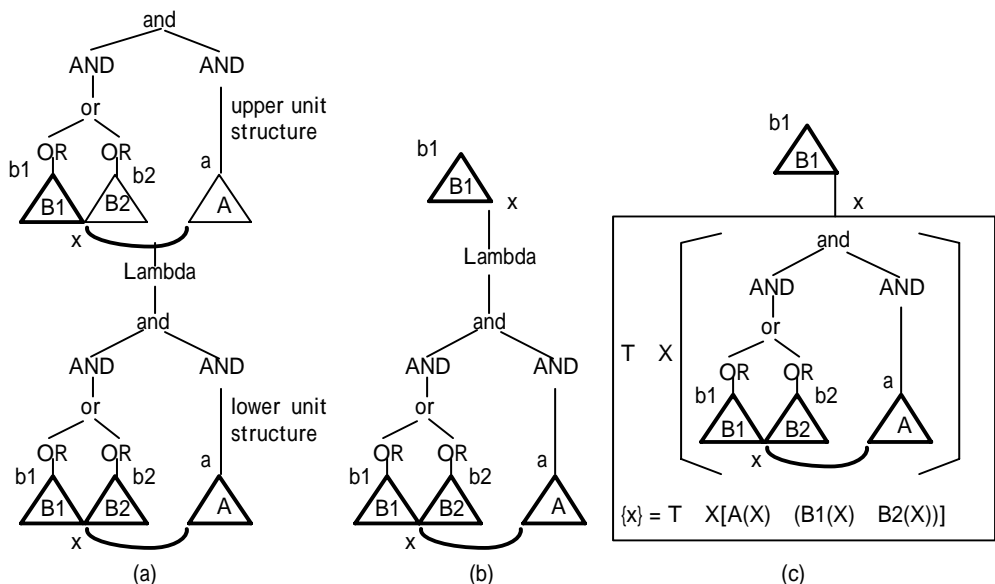 and
AND AND
or
upper unit
structure
OR OR
b1 b2 a
B1 B2 A
x
Lambda
and
AND AND
or
lower unit
structure
OR OR
b1 b2 a
B1 B2 A
x
(a)
b1
B1
x
Lambda
and
AND AND
or
OR OR
b1 b2 a
B1 B2 A
x
(b)
b1
B1
x
and
AND AND
or
T X
OR OR
b1 b2 a
B1 B2 A
x
{x} = T X[A(X) (B1(X) B2(X))]
(c)